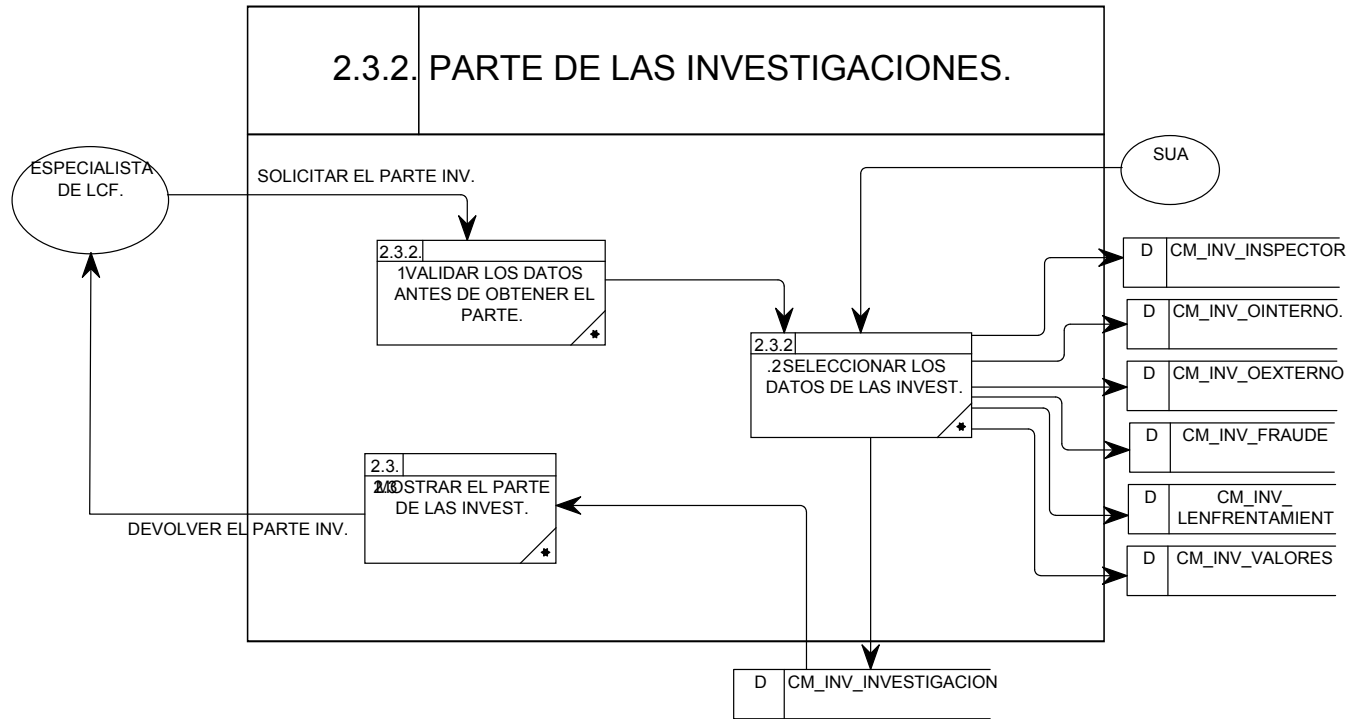 2.3.2. PARTE DE LAS INVESTIGACIONES.
ESPECIALISTA
DE LCF.
SOLICITAR EL PARTE INV.
SUA
2.3.2.
1VALIDAR LOS DATOS
ANTES DE OBTENER EL
PARTE.
*
2.3.2
.2SELECCIONAR LOS
DATOS DE LAS INVEST.
*
D CM_INV_INSPECTOR
D CM_INV_OINTERNO.
D CM_INV_OEXTERNO
D CM_INV_FRAUDE
D CM_INV_
LENFRENTAMIENT
D CM_INV_VALORES
2.3.
MOSTRAR EL PARTE
DE LAS INVEST.
*
DEVOLVER EL PARTE INV.
D CM_INV_INVESTIGACION